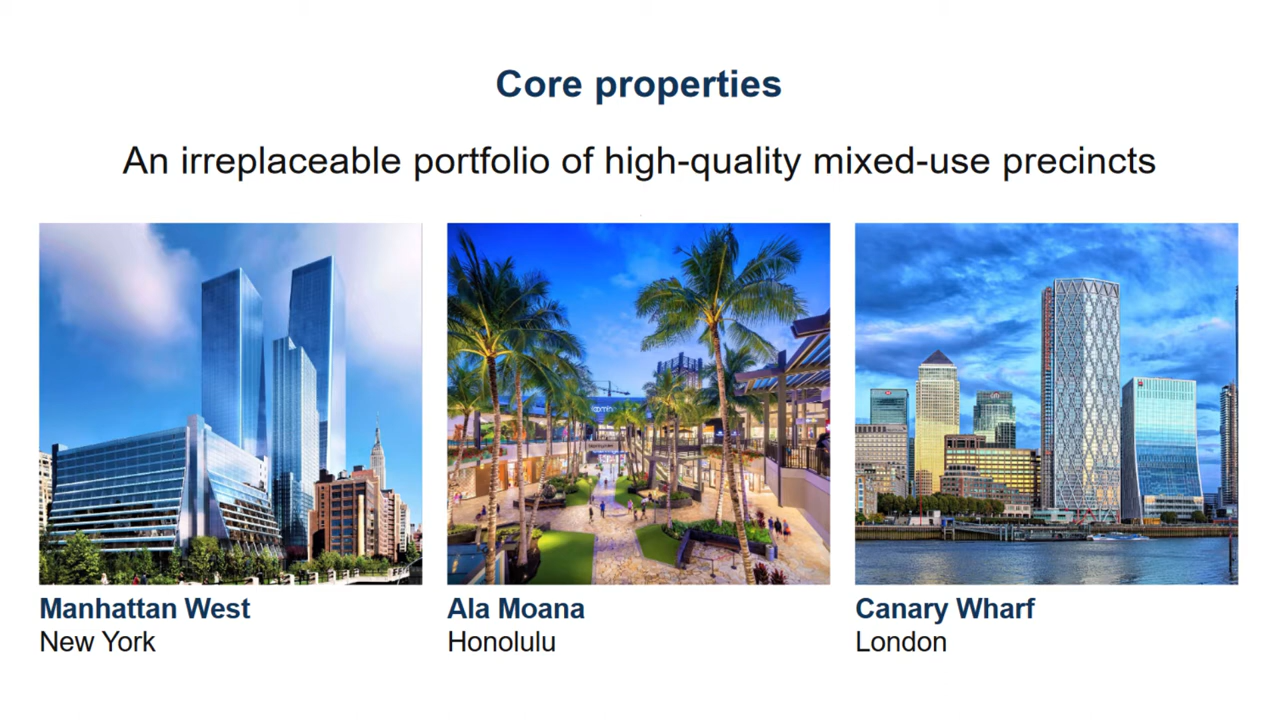 Core properties
An irreplaceable portfolio of high-quality mixed-use precincts
Manhattan West
New York
Ala Moana
Honolulu
Canary Wharf
London